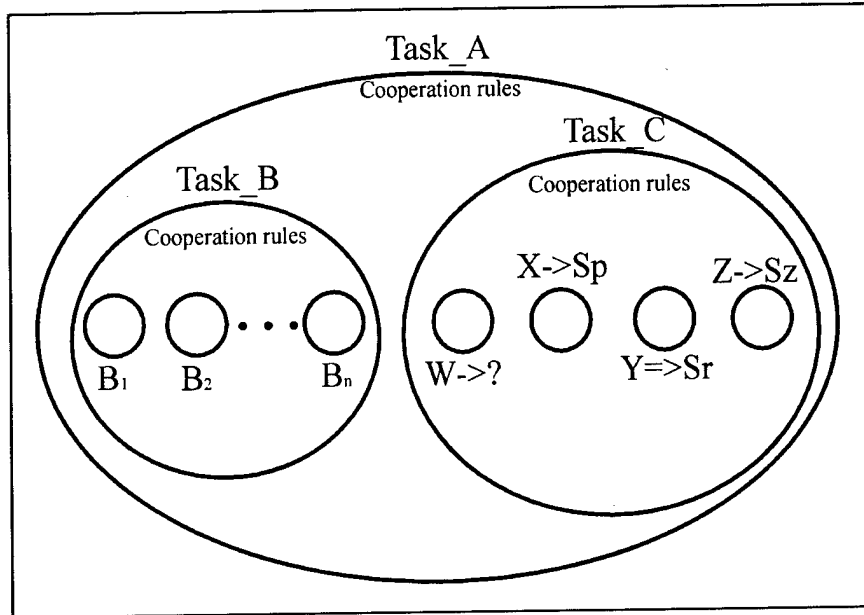 Task_A
Cooperation rules
Task_C
Cooperation rules
Task_B
Cooperation rules
X->Sp
Z->Sz
B1
B2
Bn
W->?
Y=>Sr